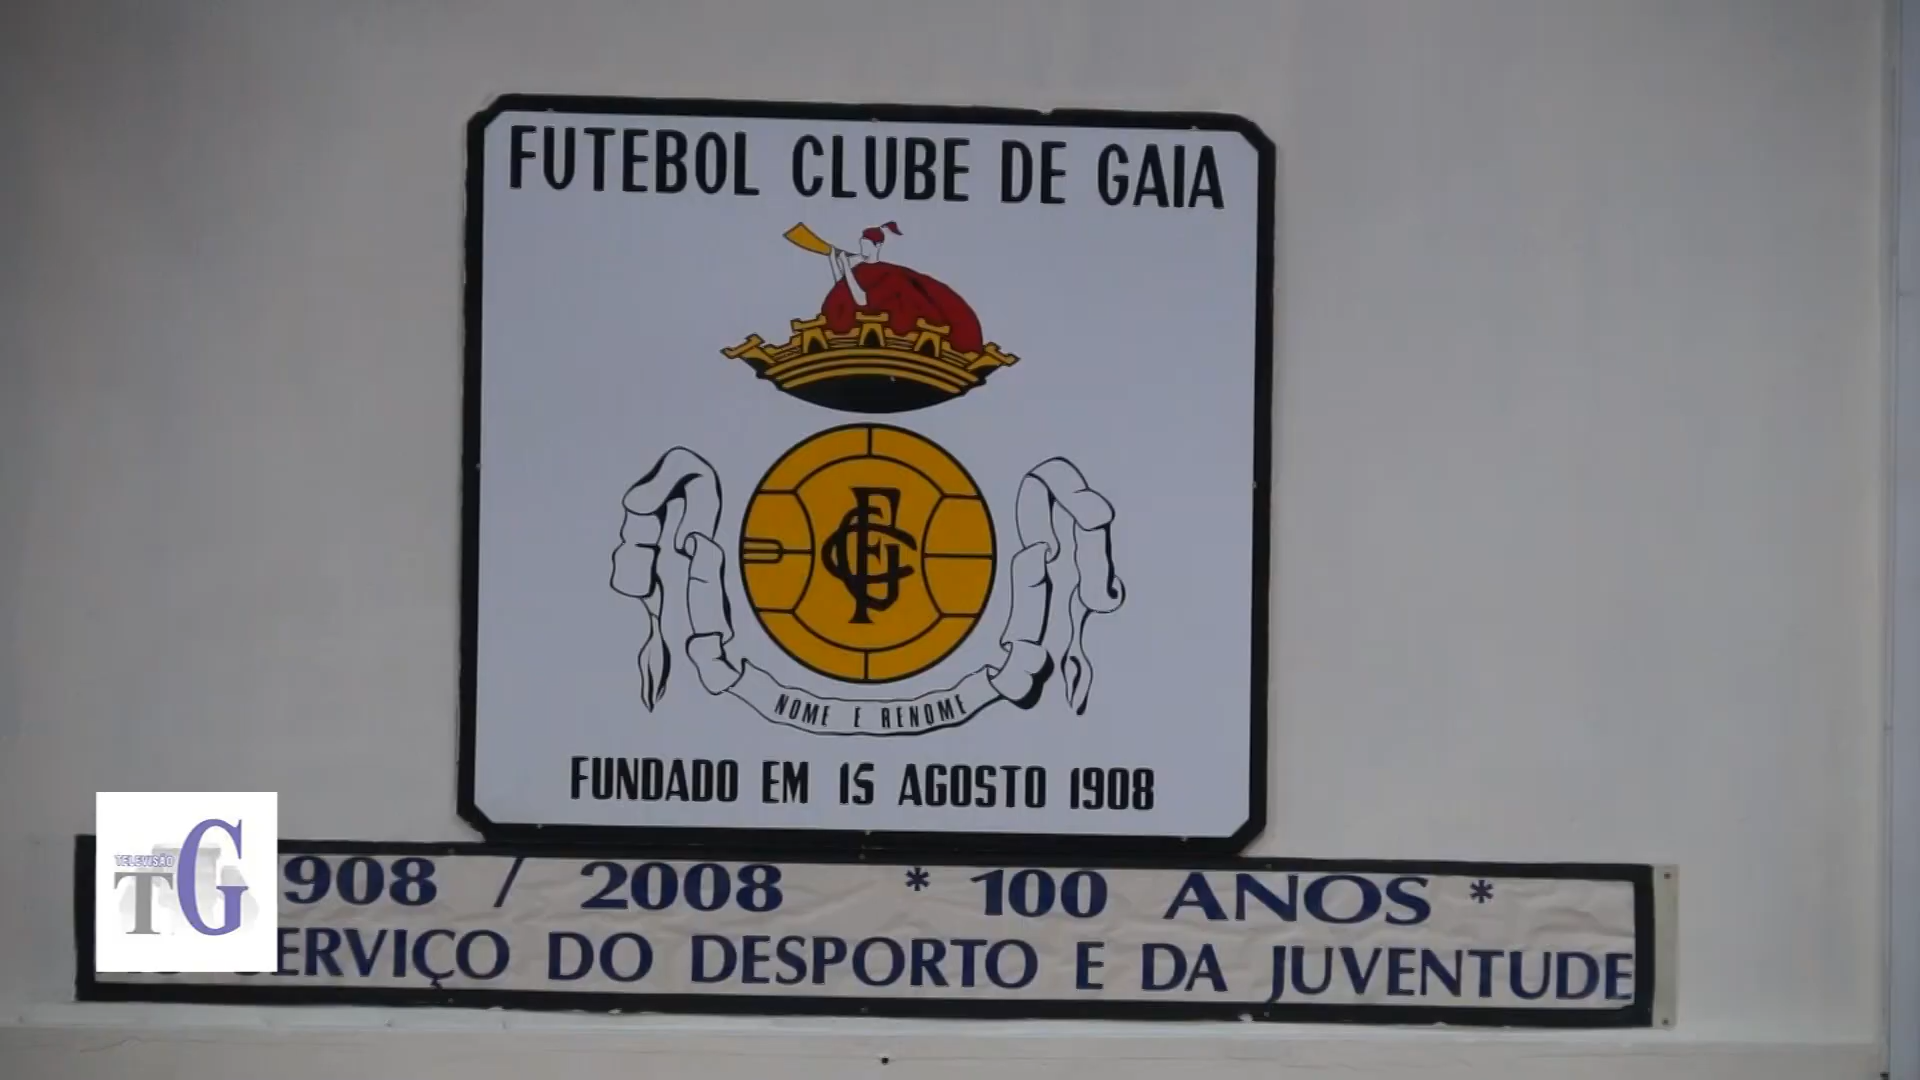 FUTEBOL CLUBE DE GAIA
FCG
NOME E RENOME
FUNDADO EM 15 AGOSTO 1908
TELEVISÃO
TG
908 / 2008 * 100 ANOS *
SERVIÇO DO DESPORTO E DA JUVENTUDE